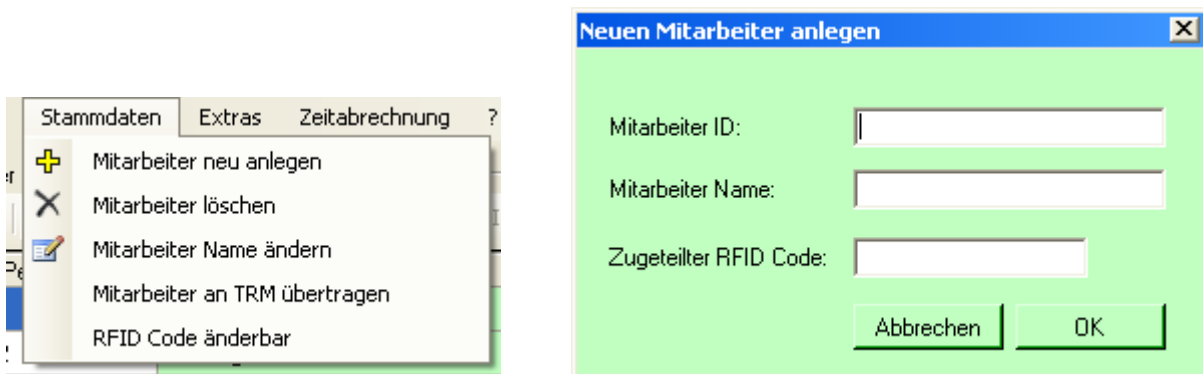 Stammdaten Extras Zeitabrechnung ?
Mitarbeiter neu anlegen
Mitarbeiter löschen
Mitarbeiter Name ändern
Mitarbeiter an TRM übertragen
RFID Code änderbar
Neuen Mitarbeiter anlegen
Mitarbeiter ID:
Mitarbeiter Name:
Zugeteilter RFID Code:
Abbrechen OK